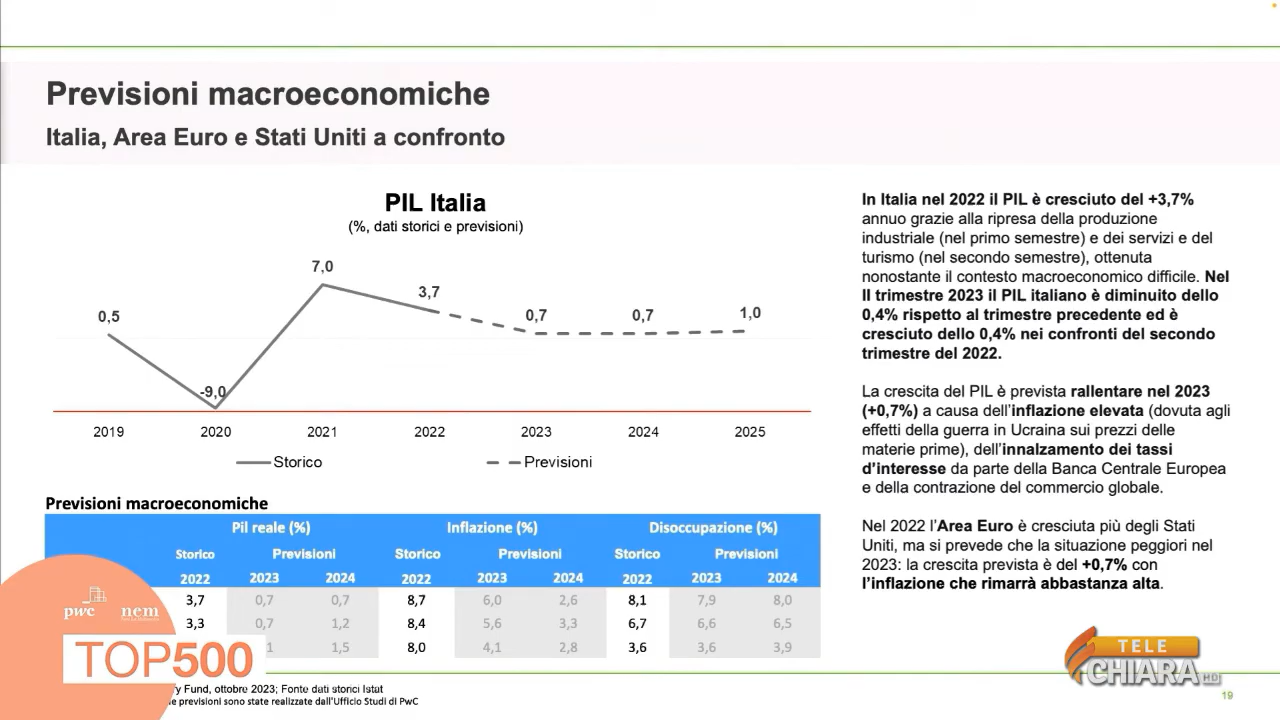 Previsioni macroeconomiche
Italia, Area Euro e Stati Uniti a confronto
PIL Italia
(%, dati storici e previsioni)
0,5
-9,0
7,0
3,7
0,7
0,7
1,0
2019 2020 2021 2022 2023 2024 2025
Storico Previsioni
In Italia nel 2022 il PIL è cresciuto del +3,7%
annuo grazie alla ripresa della produzione
industriale (nel primo semestre) e dei servizi e del
turismo (nel secondo semestre), ottenuta
nonostante il contesto macroeconomico difficile. Nel
II trimestre 2023 il PIL italiano è diminuito dello
0,4% rispetto al trimestre precedente ed è
cresciuto dello 0,4% nei confronti del secondo
trimestre del 2022.
La crescita del PIL è prevista rallentare nel 2023
(+0,7%) a causa dell'inflazione elevata (dovuta agli
effetti della guerra in Ucraina sui prezzi delle
materie prime), dell'innalzamento dei tassi
d'interesse da parte della Banca Centrale Europea
e della contrazione del commercio globale.
Nel 2022 l'Area Euro è cresciuta più degli Stati
Uniti, ma si prevede che la situazione peggiori nel
2023: la crescita prevista è del +0,7% con
l'inflazione che rimarrà abbastanza alta.
Previsioni macroeconomiche
Pil reale (%) Inflazione (%) Disoccupazione (%)
Storico Previsioni Storico Previsioni Storico Previsioni
2022 2023 2024 2022 2023 2024 2022 2023 2024
3,7 0,7 0,7 8,7 6,0 2,6 8,1 7,9 8,0
3,3 0,7 1,2 8,4 5,6 3,3 6,7 6,6 6,5
1,5 8,0 4,1 2,8 3,6 3,6 3,9
pwc nem
TOP500
Fund, ottobre 2023; Fonte dati storici Istat
previsioni sono state realizzate dall'Ufficio Studi di PwC
TELE
CHIARA HD
19